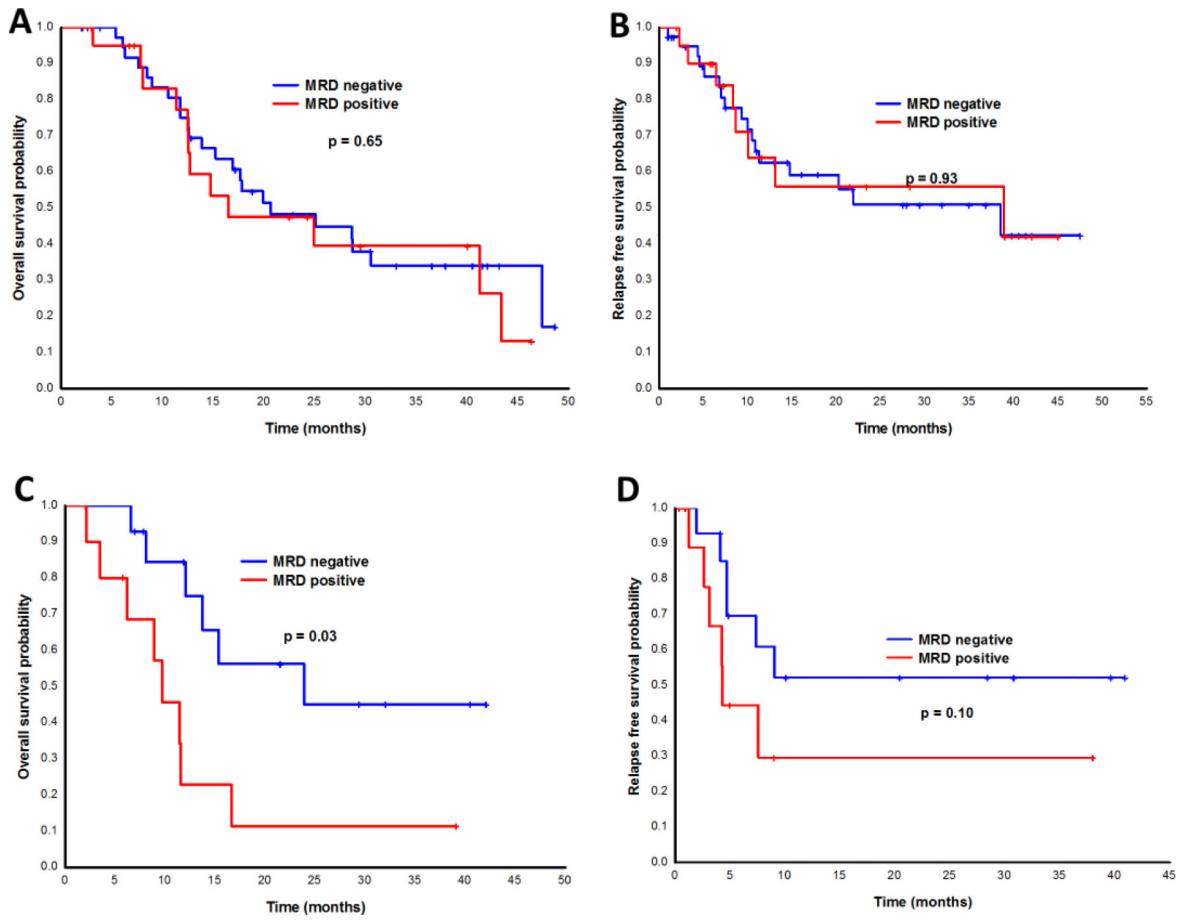 A
Overall survival probability
1.0
0.9
0.8
0.7
0.6
0.5
0.4
0.3
0.2
0.1
0.0
MRD negative
MRD positive
p = 0.65
0 5 10 15 20 25 30 35 40 45 50
Time (months)
B
Relapse free survival probability
1.0
0.9
0.8
0.7
0.6
0.5
0.4
0.3
0.2
0.1
0.0
MRD negative
MRD positive
p = 0.93
0 5 10 15 20 25 30 35 40 45 50 55
Time (months)
C
Overall survival probability
1.0
0.9
0.8
0.7
0.6
0.5
0.4
0.3
0.2
0.1
0.0
MRD negative
MRD positive
p = 0.03
0 5 10 15 20 25 30 35 40 45 50
Time (months)
D
Relapse free survival probability
1.0
0.9
0.8
0.7
0.6
0.5
0.4
0.3
0.2
0.1
0.0
MRD negative
MRD positive
p = 0.10
0 5 10 15 20 25 30 35 40 45
Time (months)